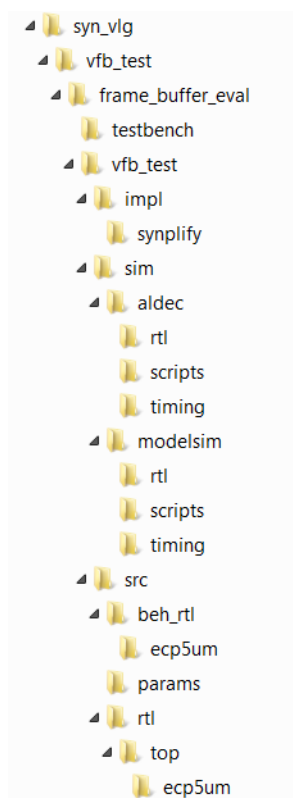 syn_vlg
vfb_test
frame_buffer_eval
testbench
vfb_test
impl
synplify
sim
aldec
rtl
scripts
timing
modelsim
rtl
scripts
timing
src
beh_rtl
ecp5um
params
rtl
top
ecp5um